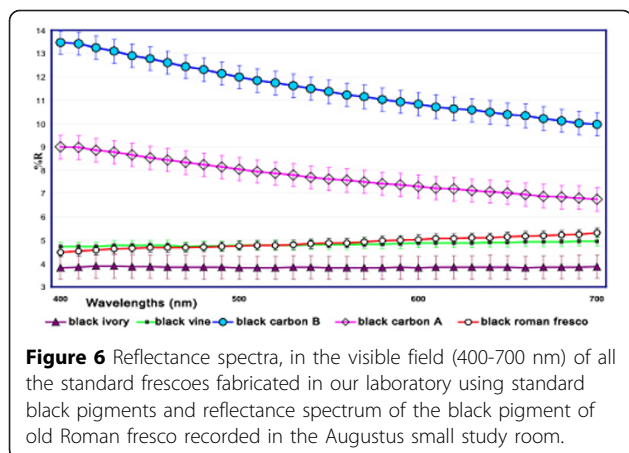 14
13
12
11
10
9
%R
8
7
6
5
4
3
400 500 600 700
Wavelengths (nm)
black ivory black vine black carbon B black carbon A black roman fresco
Figure 6 Reflectance spectra, in the visible field (400-700 nm) of all
the standard frescoes fabricated in our laboratory using standard
black pigments and reflectance spectrum of the black pigment of
old Roman fresco recorded in the Augustus small study room.